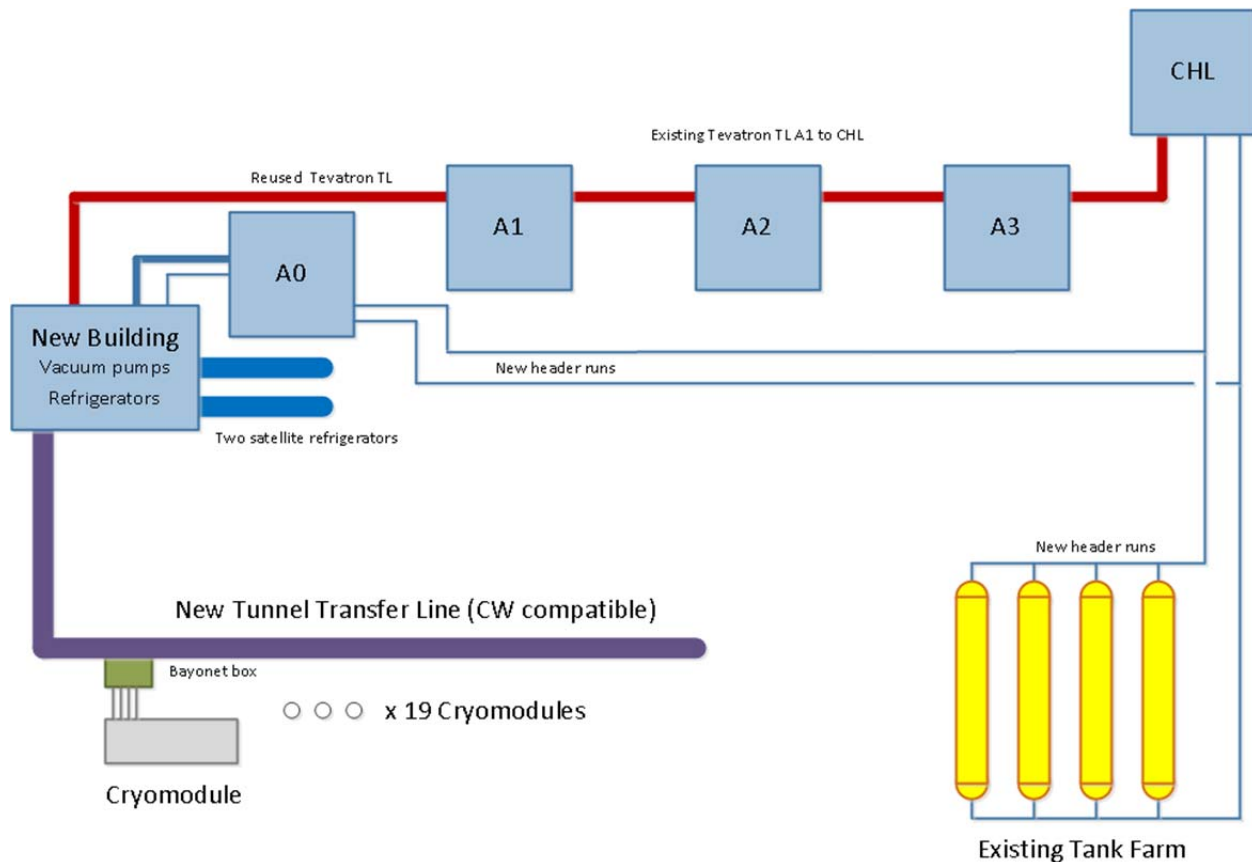 CHL
Existing Tevatron TL A1 to CHL
Reused Tevatron TL
A1
A2
A3
A0
New Building
Vacuum pumps
Refrigerators
New header runs
Two satellite refrigerators
New header runs
New Tunnel Transfer Line (CW compatible)
Bayonet box
x 19 Cryomodules
Cryomodule
Existing Tank Farm